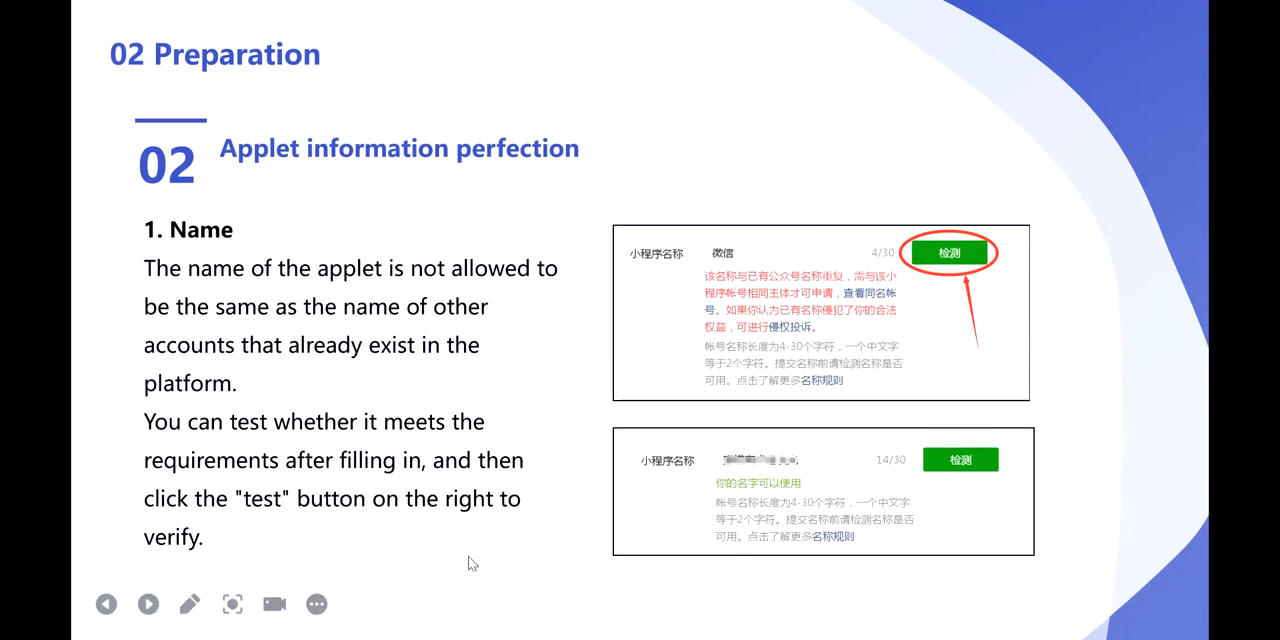 02 Preparation
02
Applet information perfection
1. Name
The name of the applet is not allowed to
be the same as the name of other
accounts that already exist in the
platform.
You can test whether it meets the
requirements after filling in, and then
click the "test" button on the right to
verify.
小程序名称 微信 4/30 检测
该名称与已有公众号名称重复，需与该小
程序帐号相同主体才可申请，查看同名帐
号。如果你认为已有名称侵犯了你的合法
权益，可进行侵权投诉。
帐号名称长度为4-30个字符，一个中文字
等于2个字符。提交名称前请检测名称是否
可用。点击了解更多名称规则
小程序名称 14/30 检测
你的名字可以使用
帐号名称长度为4-30个字符，一个中文字
等于2个字符。提交名称前请检测名称是否
可用。点击了解更多名称规则